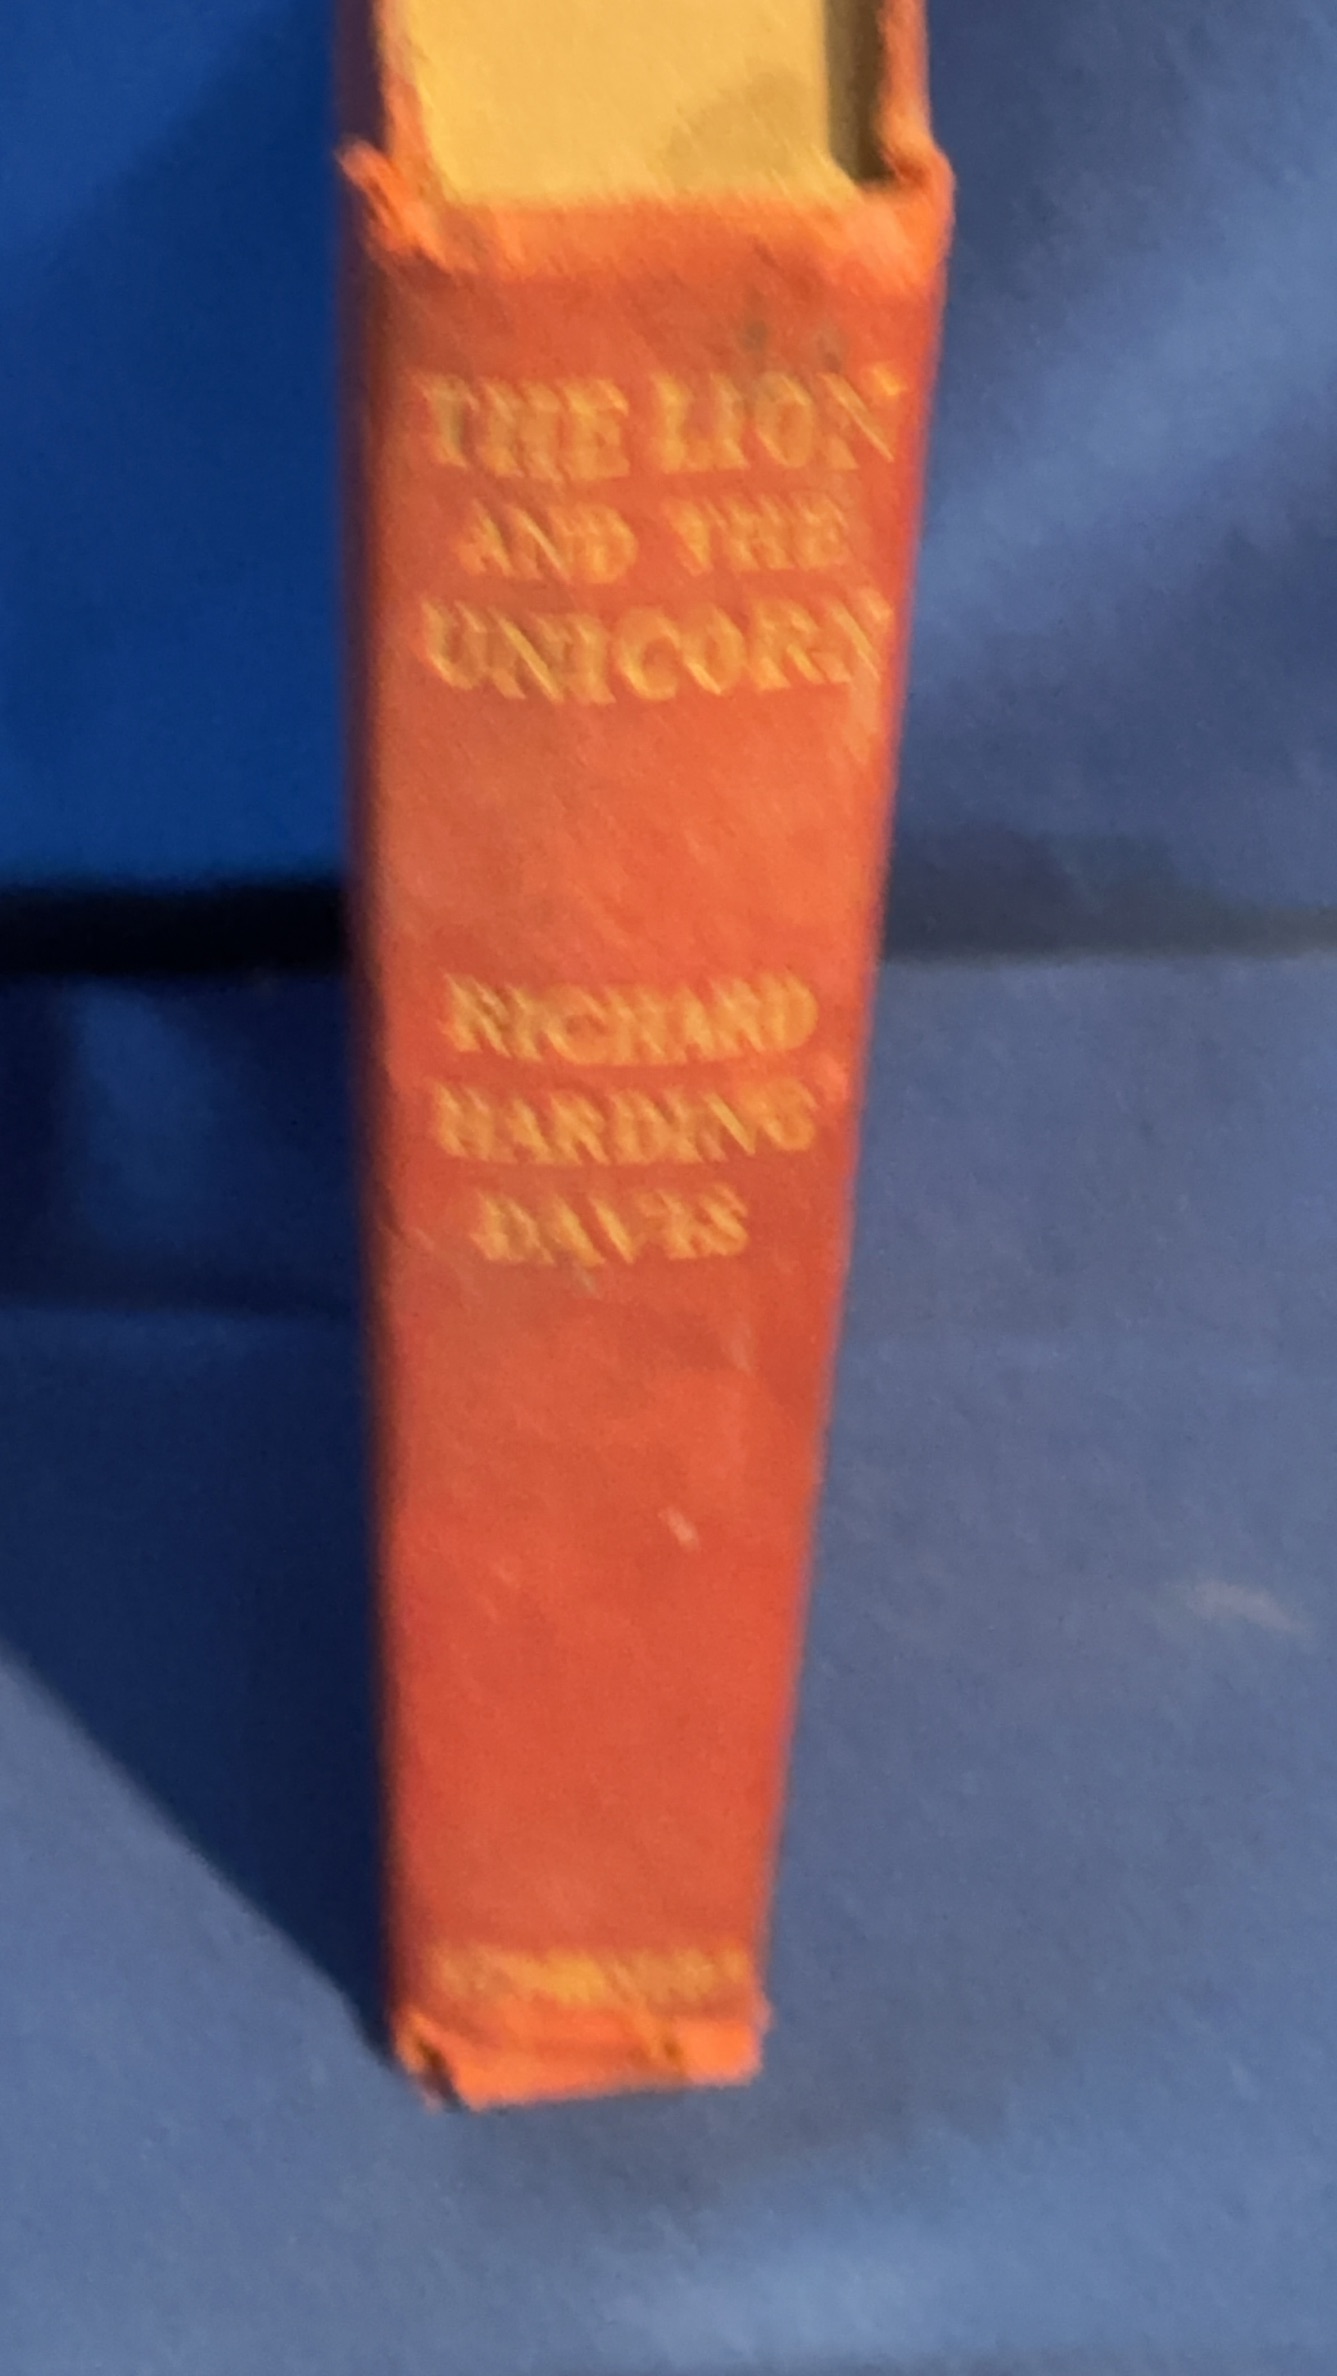 THE LION
AND THE
UNICORN
RICHARD
HARDING
DAVIS